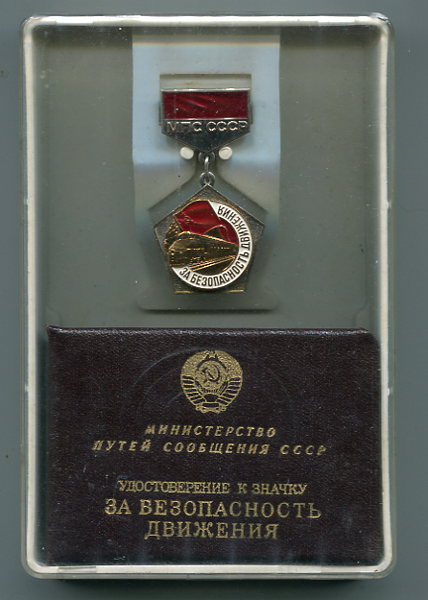 МПС СССР
ЗА БЕЗОПАСНОСТЬ ДВИЖЕНИЯ
МИНИСТЕРСТВО
ПУТЕЙ СООБЩЕНИЯ СССР
УДОСТОВЕРЕНИЕ К ЗНАЧКУ
ЗА БЕЗОПАСНОСТЬ
ДВИЖЕНИЯ